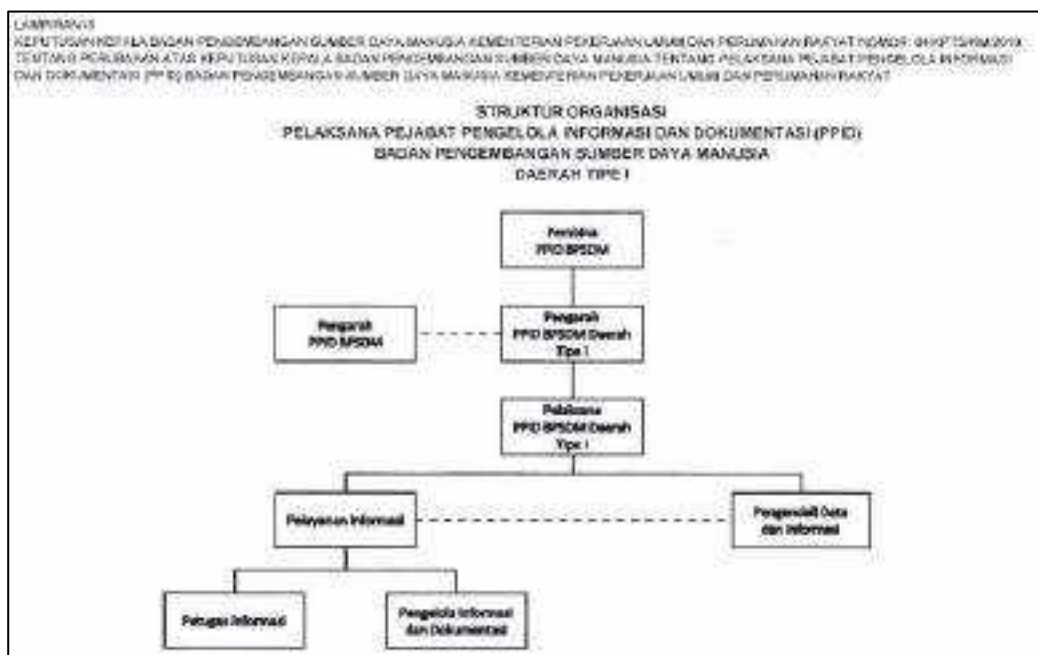 KEPUTUSAN KEPALA BADAN PENGEMBANGAN SUMBER DAYA MANUSIA KEMENTERIAN PEKERJAAN UMUM DAN PERUMAHAN RAKYAT NOMOR
TENTANG PERUBAHAN ATAS KEPUTUSAN KEPALA BADAN PENGEMBANGAN SUMBER DAYA MANUSIA TENTANG PELAKSANA PEJABAT PENGELOLA INFORMASI
DAN DOKUMENTASI (PPID) BADAN PENGEMBANGAN SUMBER DAYA MANUSIA KEMENTERIAN PEKERJAAN UMUM DAN PERUMAHAN RAKYAT
STRUKTUR ORGANISASI
PELAKSANA PEJABAT PENGELOLA INFORMASI DAN DOKUMENTASI (PPID)
BADAN PENGEMBANGAN SUMBER DAYA MANUSIA
DAERAH TIPE I
Pembina
PPID BPSDM
Pengarah
PPID BPSDM
Pengarah
PPID BPSDM Daerah
Tipe I
Pelaksana
PPID BPSDM Daerah
Tipe I
Pelayanan Informasi
Pengendali Data
dan Informasi
Petugas Informasi
Pengelola Informasi
dan Dokumentasi